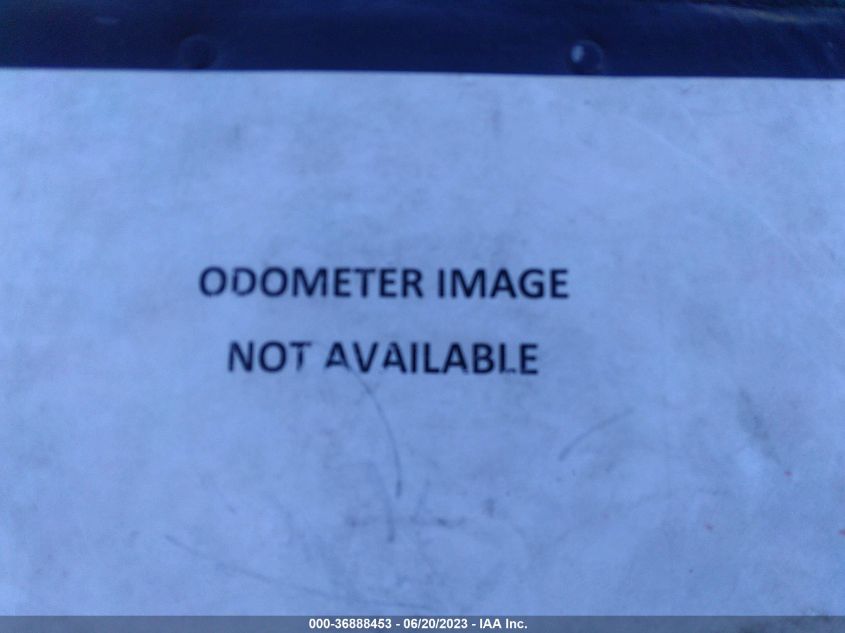 ODOMETER IMAGE
NOT AVAILABLE
000-36888453 - 06/20/2023 - IAA Inc.